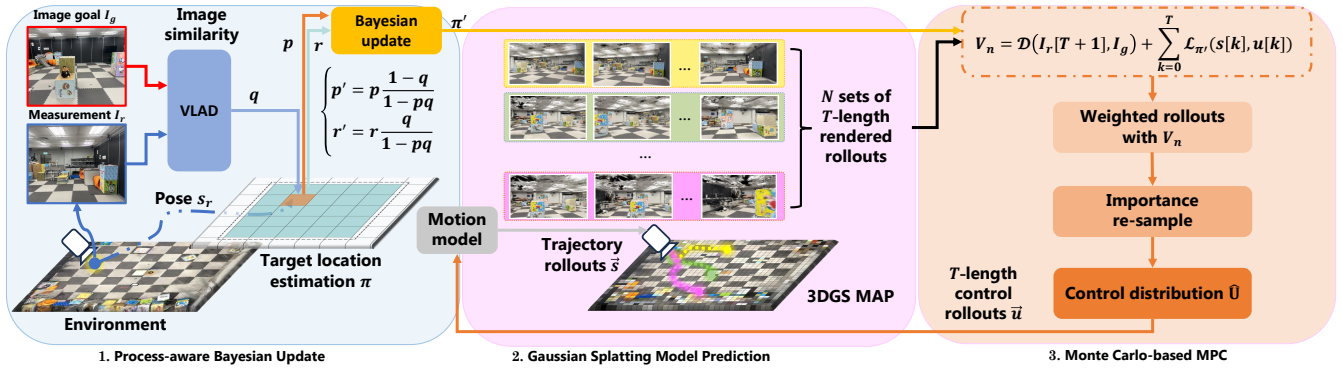 Image goal I_g
Image
similarity
Measurement I_r
VLAD
q
p
r
Bayesian
update
π′
p′ = p (1 − q)/(1 − pq)
r′ = r q/(1 − pq)
Pose s_r
Target location
estimation π
Environment
1. Process-aware Bayesian Update
...
...
...
...
N sets of
T-length
rendered
rollouts
Motion
model
Trajectory
rollouts s⃗
3DGS MAP
2. Gaussian Splatting Model Prediction
V_n = 𝒟(I_r[T + 1], I_g) + ∑_{k=0}^{T} ℒ_{π′}(s[k], u[k])
Weighted rollouts
with V_n
Importance
re-sample
T-length
control
rollouts u⃗
Control distribution Û
3. Monte Carlo-based MPC